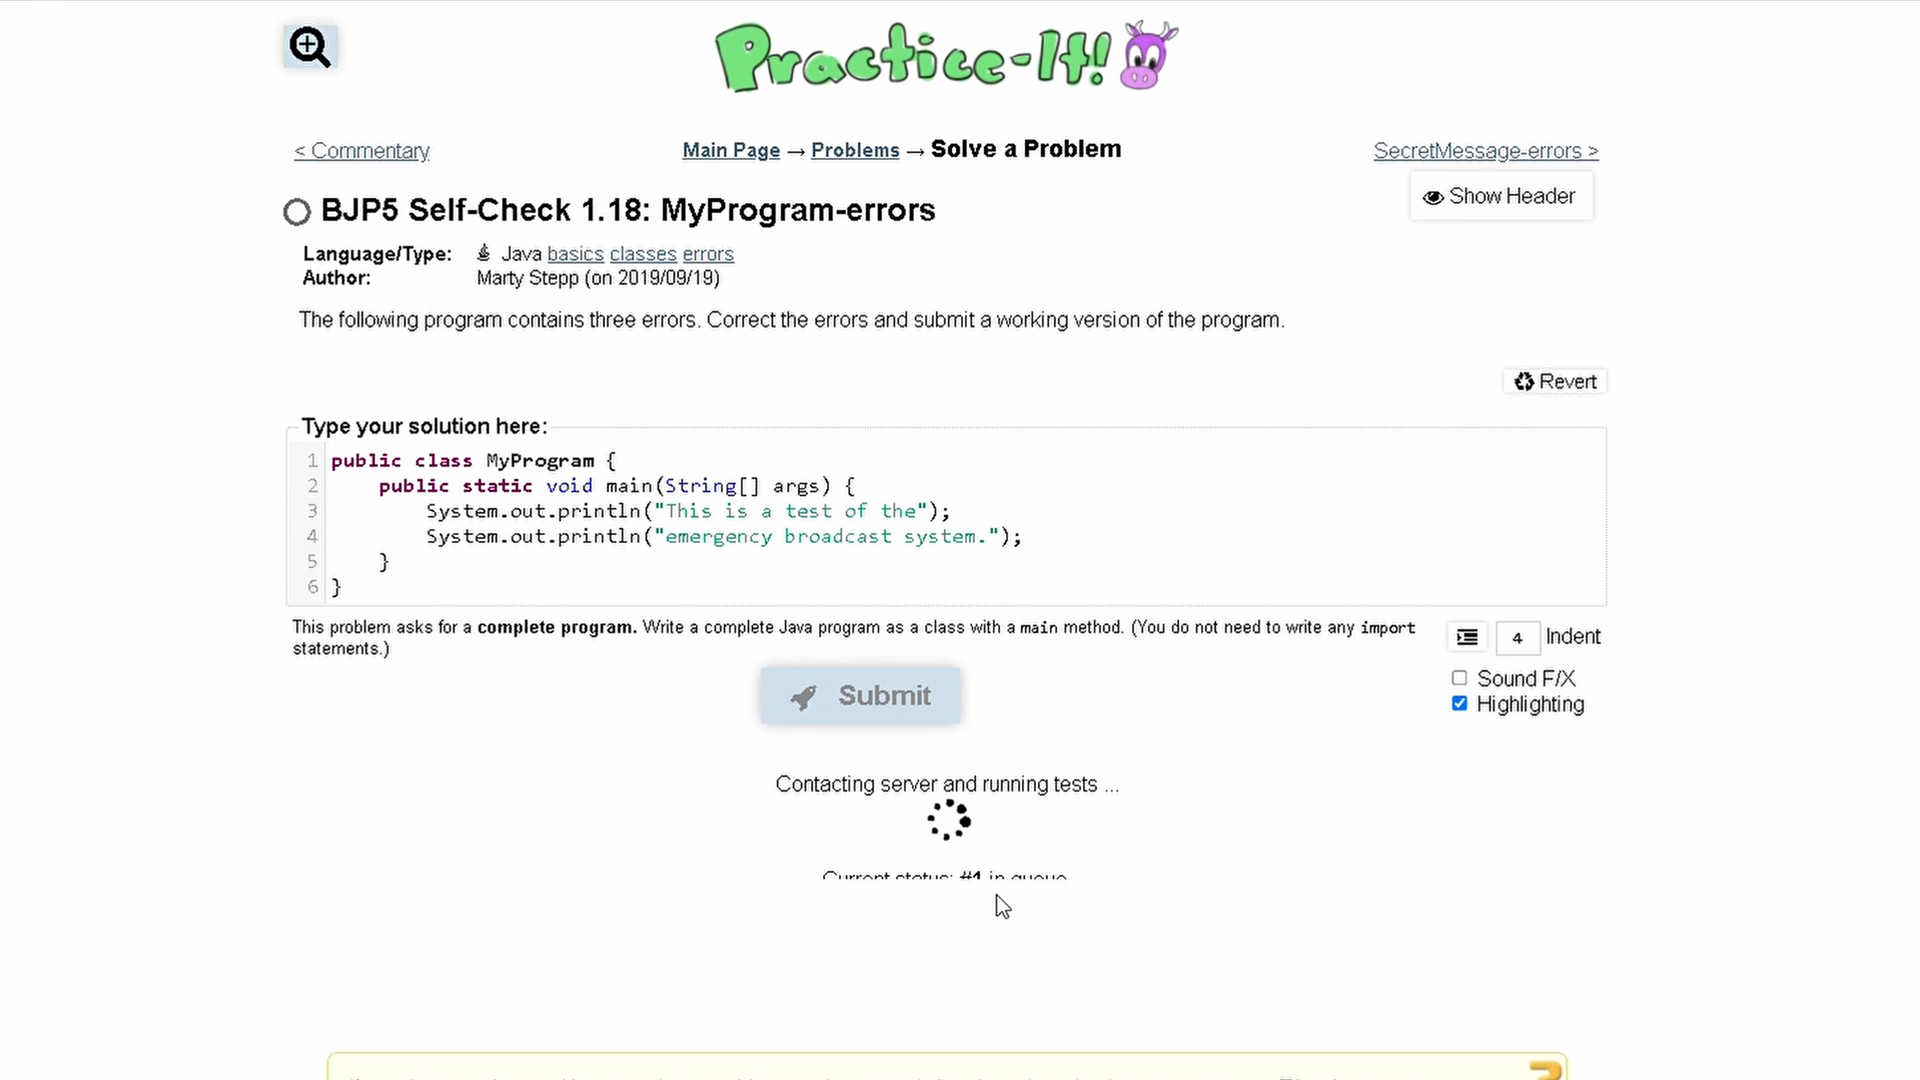 Practice-It!
< Commentary
Main Page → Problems → Solve a Problem
SecretMessage-errors >
Show Header
BJP5 Self-Check 1.18: MyProgram-errors
Language/Type: Java basics classes errors
Author: Marty Stepp (on 2019/09/19)
The following program contains three errors. Correct the errors and submit a working version of the program.
Revert
Type your solution here:
1 public class MyProgram {
2 public static void main(String[] args) {
3 System.out.println("This is a test of the");
4 System.out.println("emergency broadcast system.");
5 }
6 }
This problem asks for a complete program. Write a complete Java program as a class with a main method. (You do not need to write any import
statements.)
4 Indent
Sound F/X
Highlighting
Submit
Contacting server and running tests ...
Current status: #1 in queue